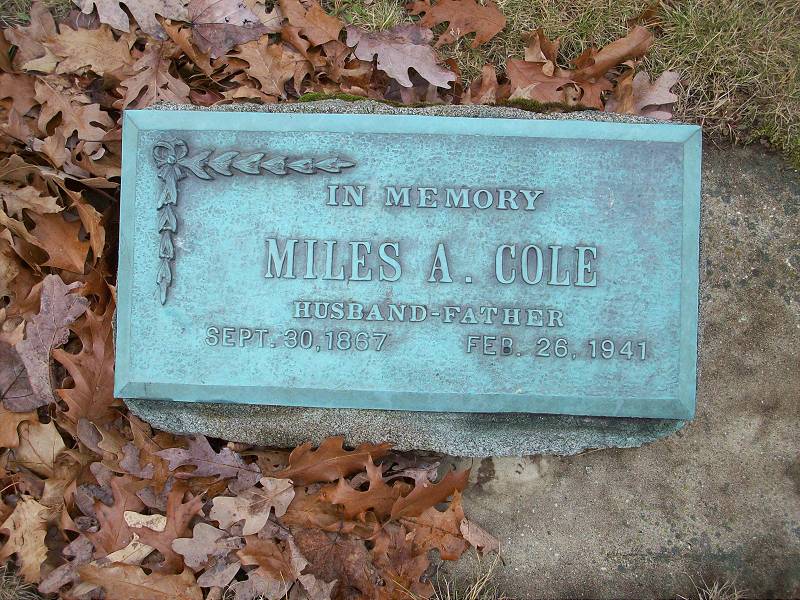 IN MEMORY
MILES A. COLE
HUSBAND-FATHER
SEPT. 30, 1867 FEB. 26, 1941